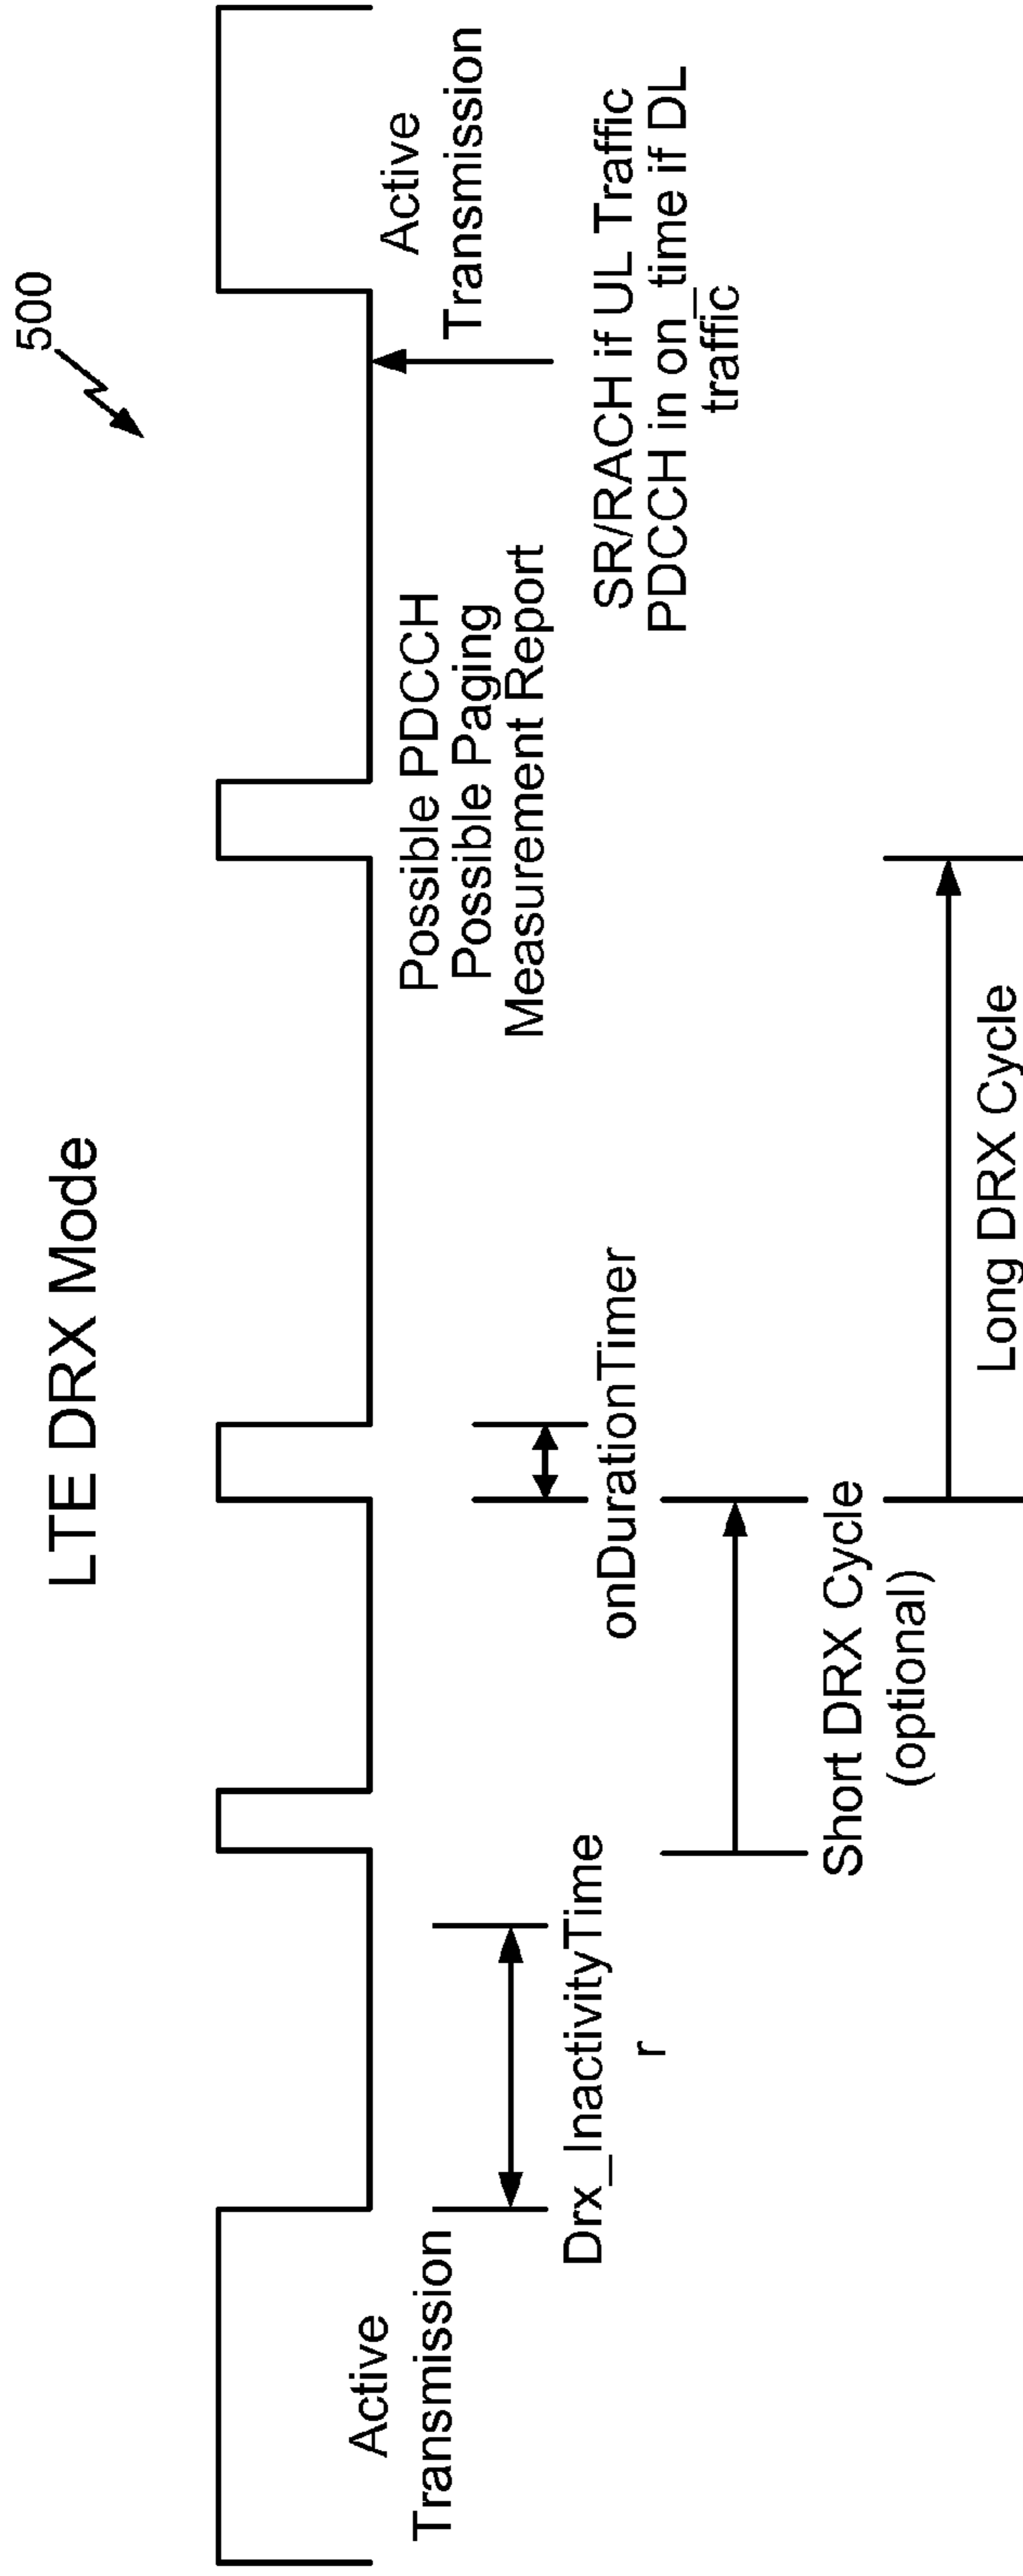 LTE DRX Mode
500
Active
Transmission
Drx_InactivityTime
r
Short DRX Cycle
(optional)
onDurationTimer
Long DRX Cycle
Possible PDCCH
Possible Paging
Measurement Report
SR/RACH if UL Traffic
PDCCH in on_time if DL
traffic
Active
Transmission